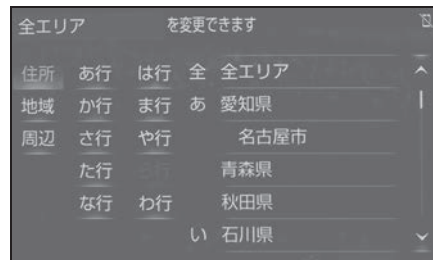 全エリア を変更できます
住所 あ行 は行 全 全エリア
地域 か行 ま行 あ 愛知県
周辺 さ行 や行 名古屋市
た行 ら行 青森県
な行 わ行 秋田県
い 石川県